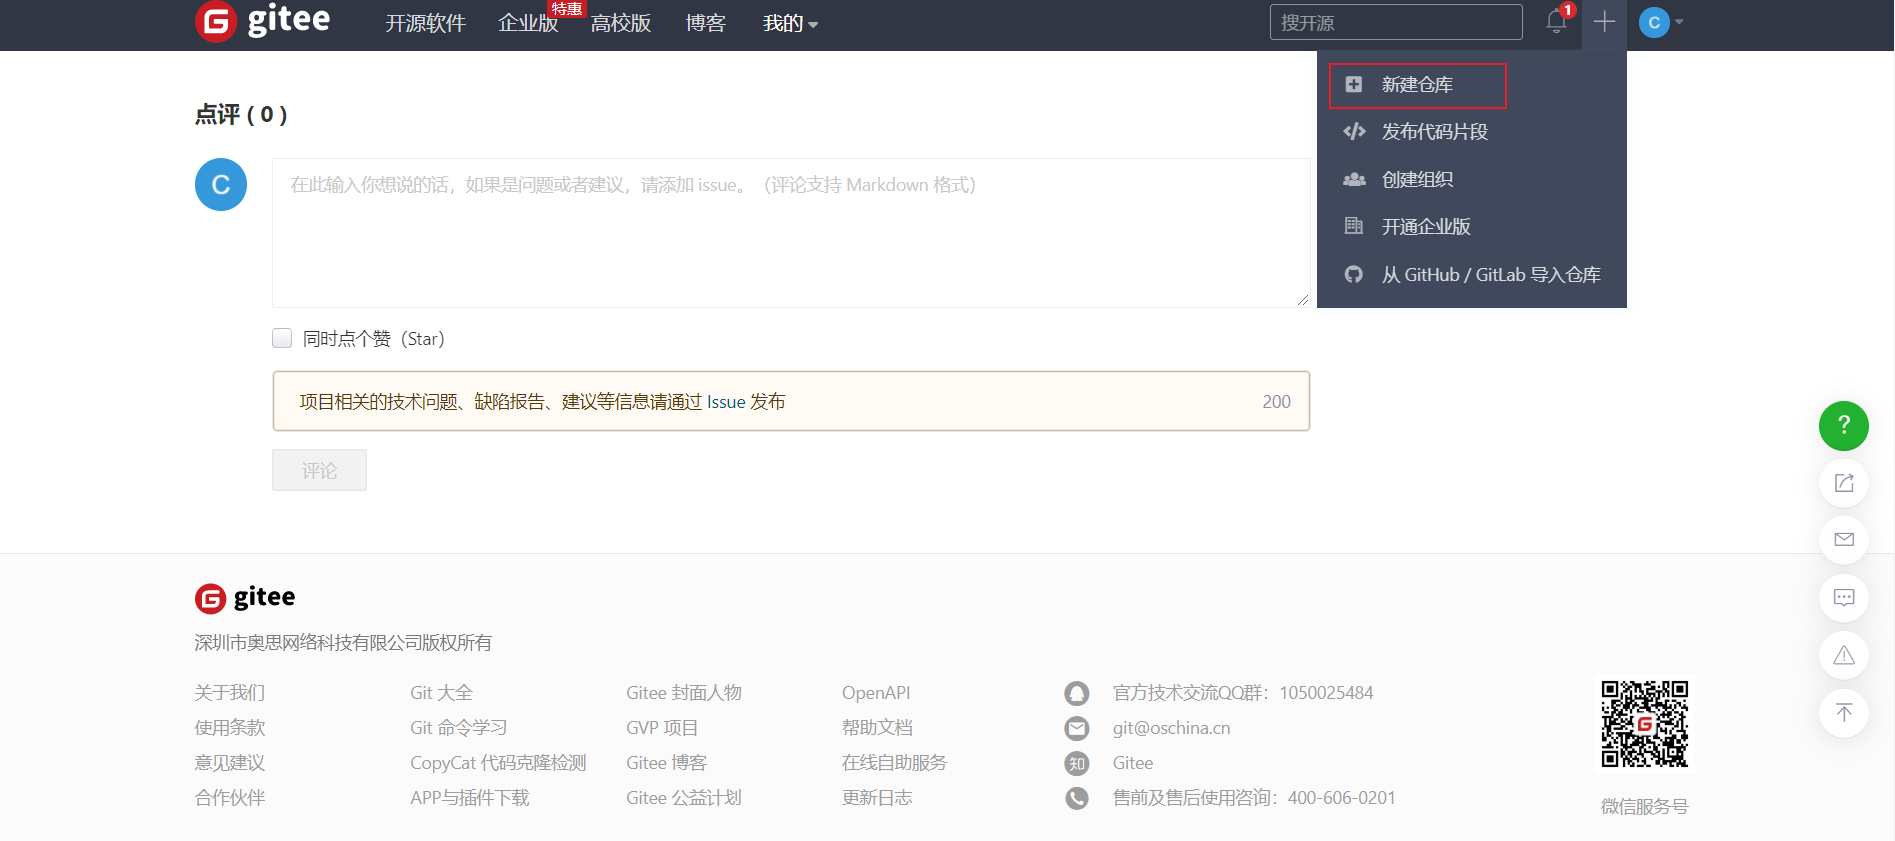 gitee
开源软件
企业版
特惠
高校版
博客
我的
搜开源
1
C
新建仓库
发布代码片段
创建组织
开通企业版
从 GitHub / GitLab 导入仓库
点评 ( 0 )
C
在此输入你想说的话，如果是问题或者建议，请添加 issue。（评论支持 Markdown 格式）
同时点个赞（Star）
项目相关的技术问题、缺陷报告、建议等信息请通过 Issue 发布
200
评论
?
gitee
深圳市奥思网络科技有限公司版权所有
关于我们
使用条款
意见建议
合作伙伴
Git 大全
Git 命令学习
CopyCat 代码克隆检测
APP与插件下载
Gitee 封面人物
GVP 项目
Gitee 博客
Gitee 公益计划
OpenAPI
帮助文档
在线自助服务
更新日志
官方技术交流QQ群：1050025484
git@oschina.cn
知
Gitee
售前及售后使用咨询：400-606-0201
微信服务号